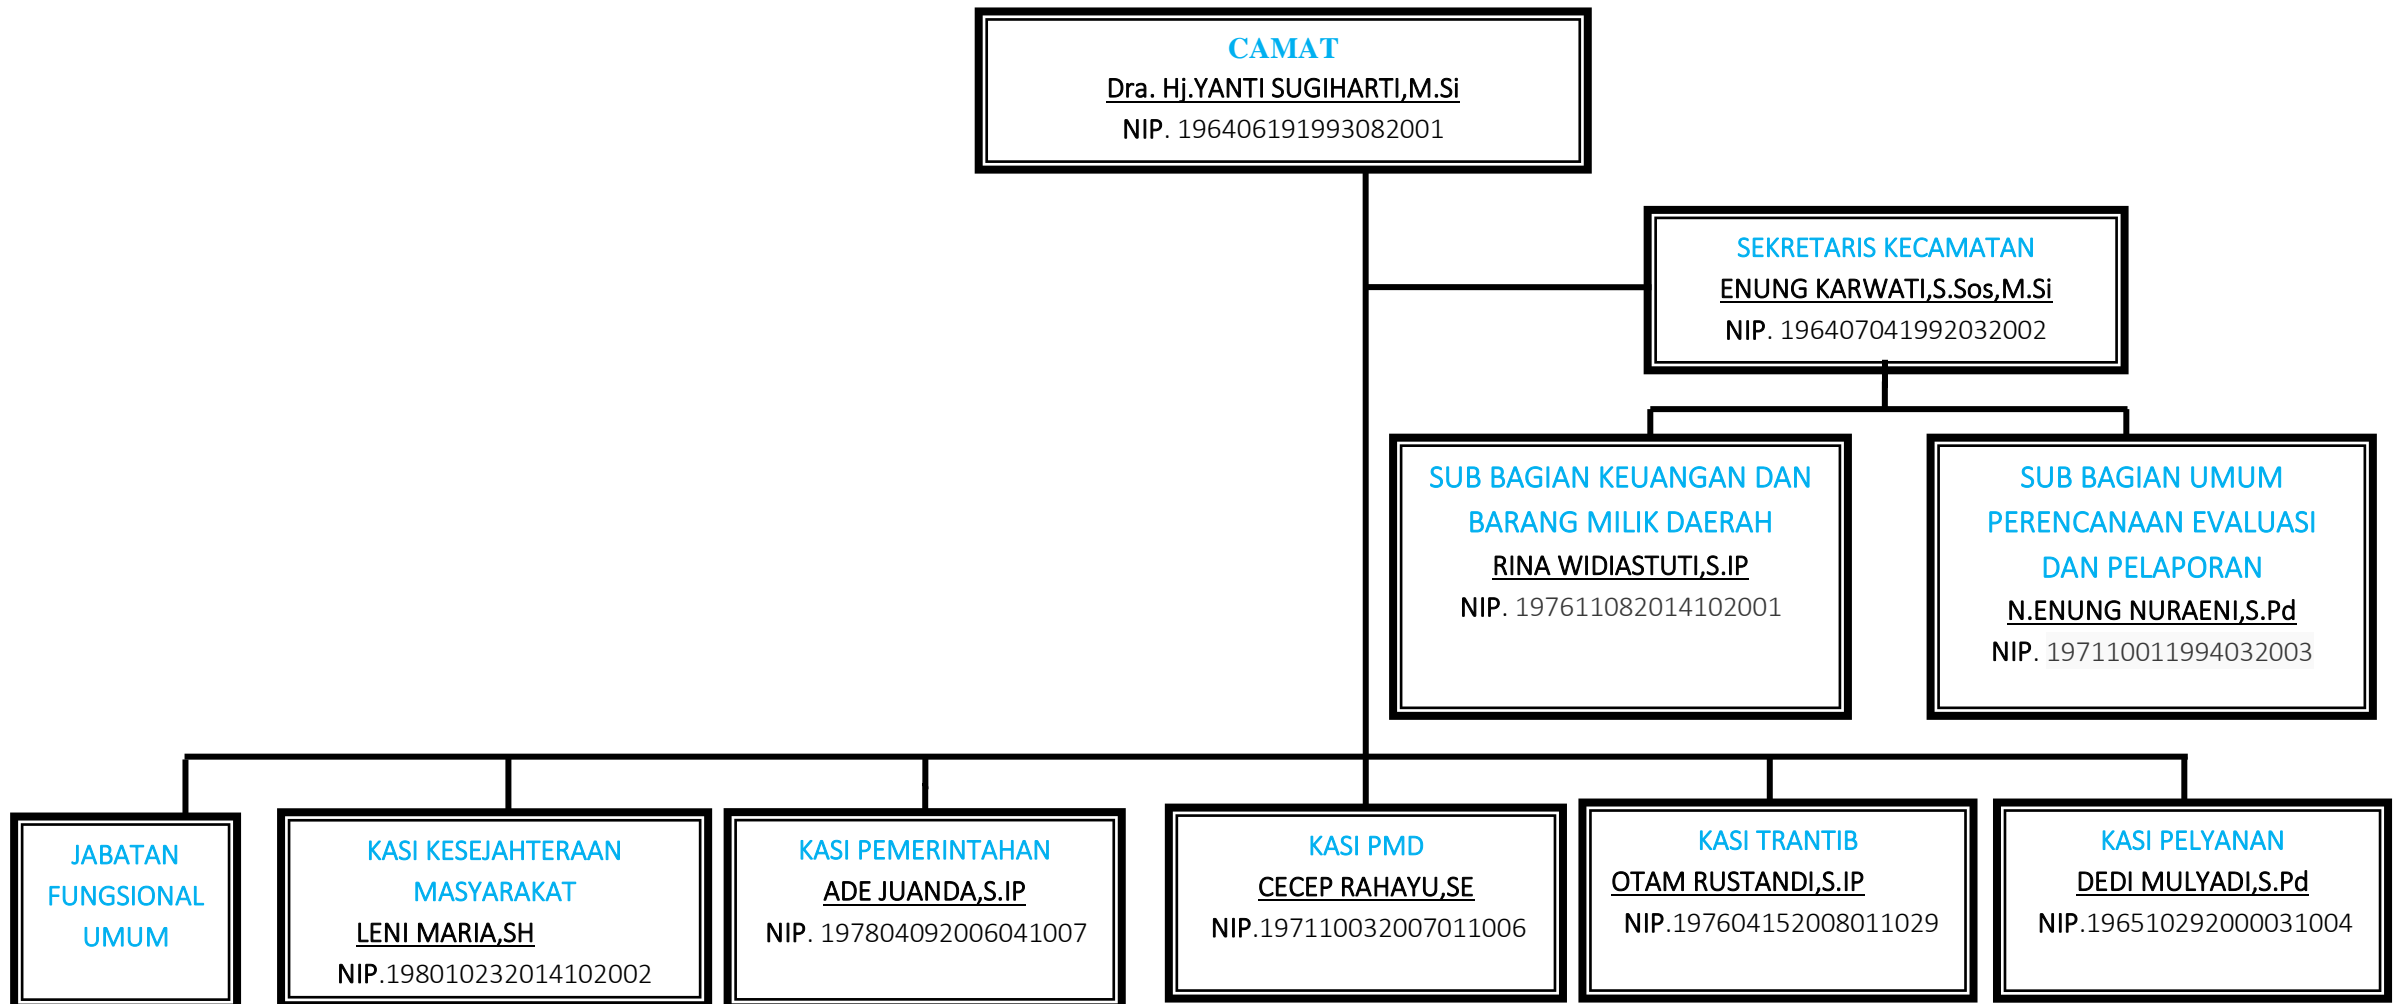 CAMAT
Dra. Hj.YANTI SUGIHARTI,M.Si
NIP. 196406191993082001
SEKRETARIS KECAMATAN
ENUNG KARWATI,S.Sos,M.Si
NIP. 196407041992032002
SUB BAGIAN KEUANGAN DAN
BARANG MILIK DAERAH
RINA WIDIASTUTI,S.IP
NIP. 197611082014102001
SUB BAGIAN UMUM
PERENCANAAN EVALUASI
DAN PELAPORAN
N.ENUNG NURAENI,S.Pd
NIP. 197110011994032003
JABATAN
FUNGSIONAL
UMUM
KASI KESEJAHTERAAN
MASYARAKAT
LENI MARIA,SH
NIP.198010232014102002
KASI PEMERINTAHAN
ADE JUANDA,S.IP
NIP. 197804092006041007
KASI PMD
CECEP RAHAYU,SE
NIP.197110032007011006
KASI TRANTIB
OTAM RUSTANDI,S.IP
NIP.197604152008011029
KASI PELYANAN
DEDI MULYADI,S.Pd
NIP.196510292000031004